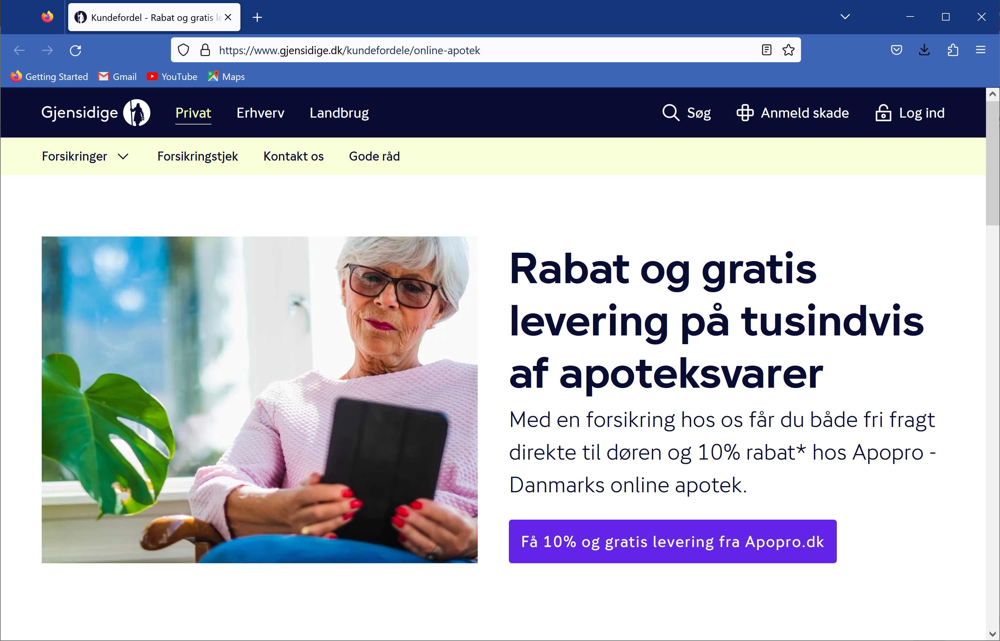 Kundefordel - Rabat og gratis
https://www.gjensidige.dk/kundefordele/online-apotek
Getting Started
Gmail
YouTube
Maps
Gjensidige
Privat
Erhverv
Landbrug
Søg
Anmeld skade
Log ind
Forsikringer
Forsikringstjek
Kontakt os
Gode råd
Rabat og gratis
levering på tusindvis
af apoteksvarer
Med en forsikring hos os får du både fri fragt
direkte til døren og 10% rabat* hos Apopro -
Danmarks online apotek.
Få 10% og gratis levering fra Apopro.dk